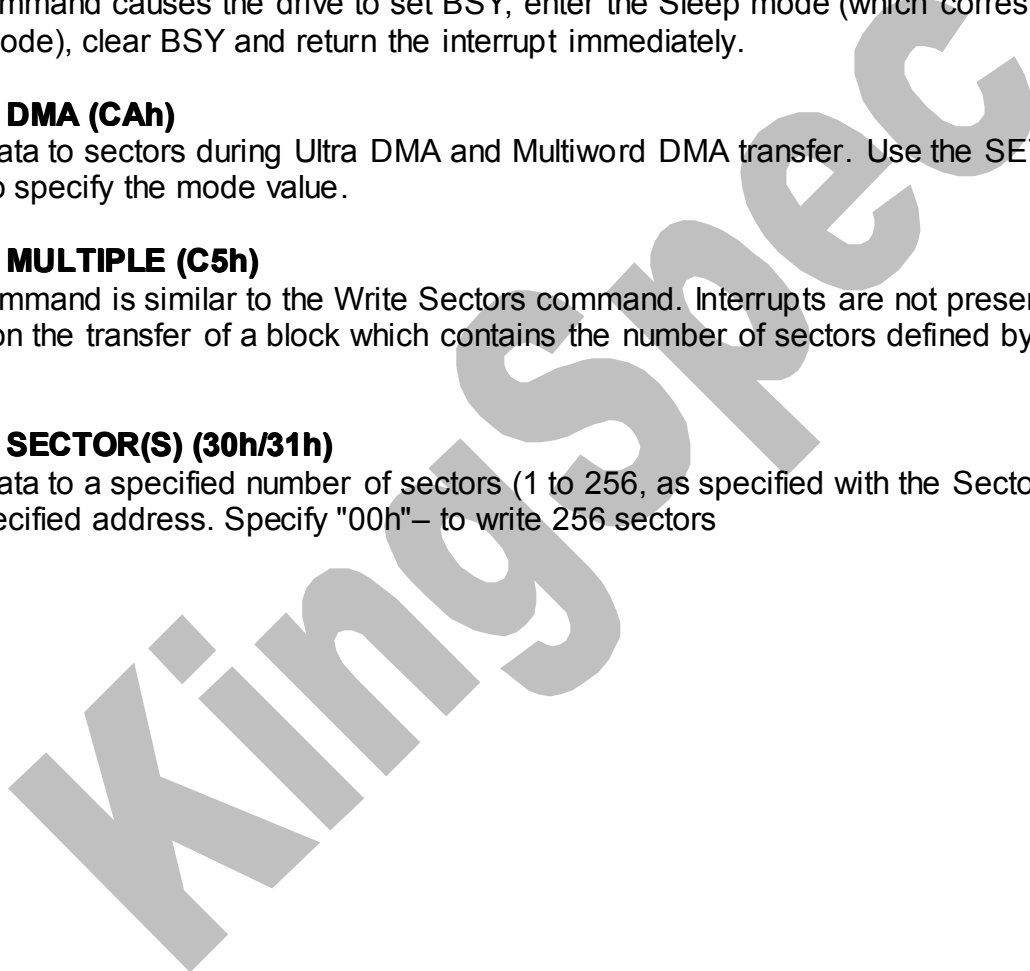 mmand causes the drive to set BSY, enter the Sleep mode (which corres
ode), clear BSY and return the interrupt immediately.
DMA (CAh)
ata to sectors during Ultra DMA and Multiword DMA transfer. Use the SE
o specify the mode value.
MULTIPLE (C5h)
mmand is similar to the Write Sectors command. Interrupts are not presen
on the transfer of a block which contains the number of sectors defined by
SECTOR(S) (30h/31h)
ata to a specified number of sectors (1 to 256, as specified with the Secto
ecified address. Specify "00h"– to write 256 sectors
KingSpec